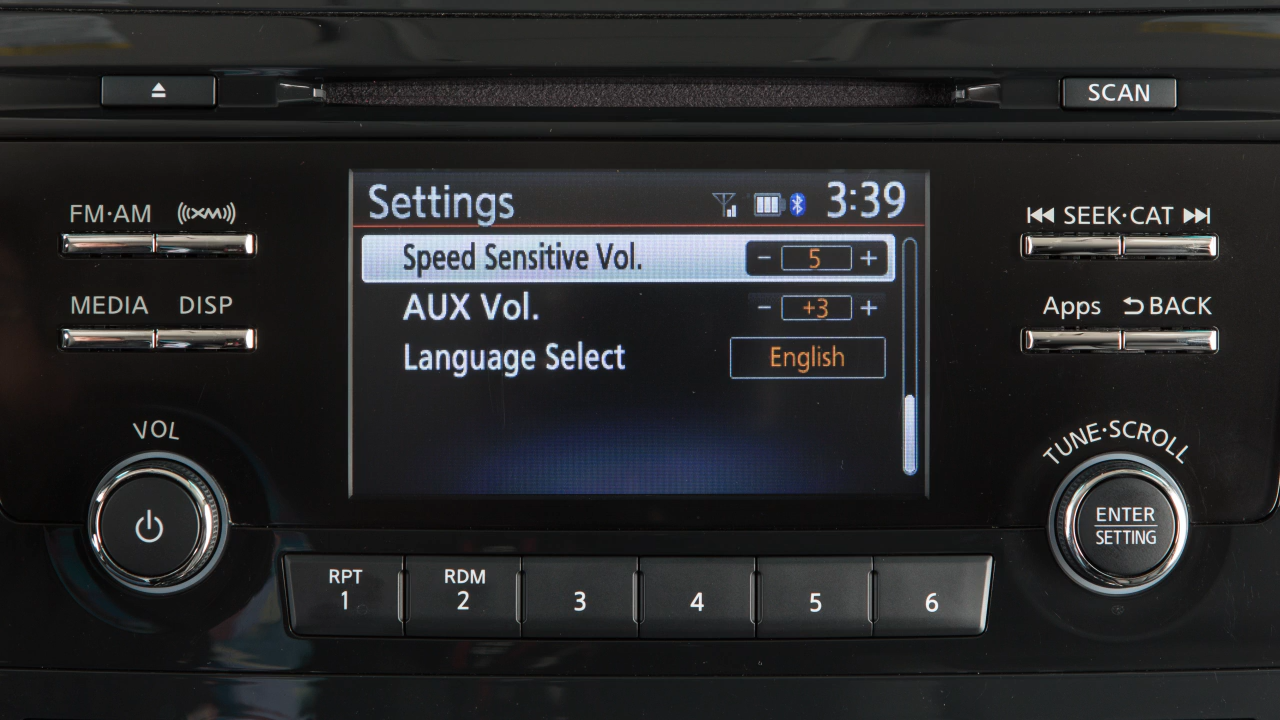 SCAN
FM·AM
((XM))
SEEK·CAT
Settings
3:39
Speed Sensitive Vol.
- 5 +
AUX Vol.
- +3 +
Language Select
English
MEDIA
DISP
Apps
BACK
VOL
TUNE·SCROLL
ENTER
SETTING
RPT
1
RDM
2
3
4
5
6